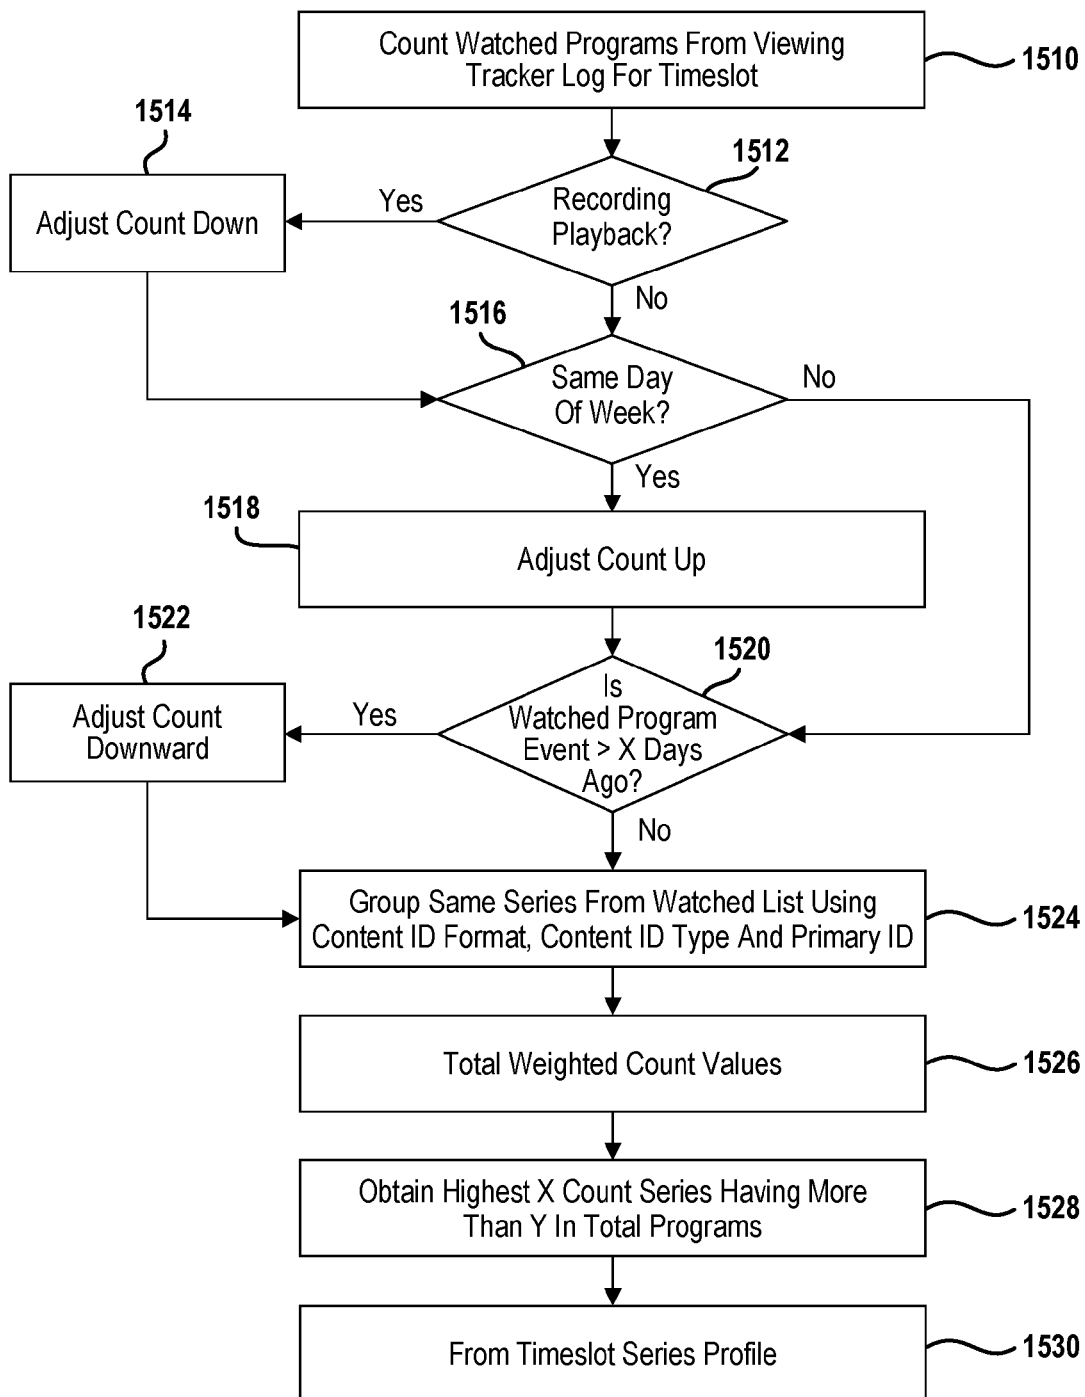 Count Watched Programs From Viewing
Tracker Log For Timeslot
1510
1514
1512
Adjust Count Down
Yes
Recording
Playback?
No
1516
Same Day
Of Week?
No
Yes
1518
Adjust Count Up
1522
1520
Adjust Count
Downward
Yes
Is
Watched Program
Event > X Days
Ago?
No
Group Same Series From Watched List Using
Content ID Format, Content ID Type And Primary ID
1524
Total Weighted Count Values
1526
Obtain Highest X Count Series Having More
Than Y In Total Programs
1528
From Timeslot Series Profile
1530